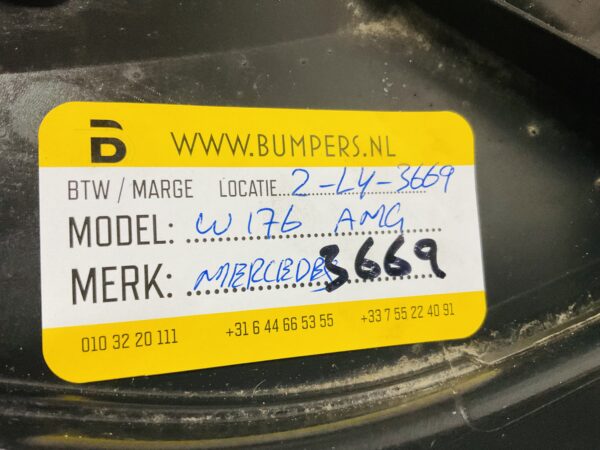 WWW.BUMPERS.NL
BTW / MARGE LOCATIE...2-LY-3669
MODEL: W176 AMG
MERK: MERCEDES 3669
010 32 20 111 +31 6 44 66 53 55 +33 7 55 22 40 91